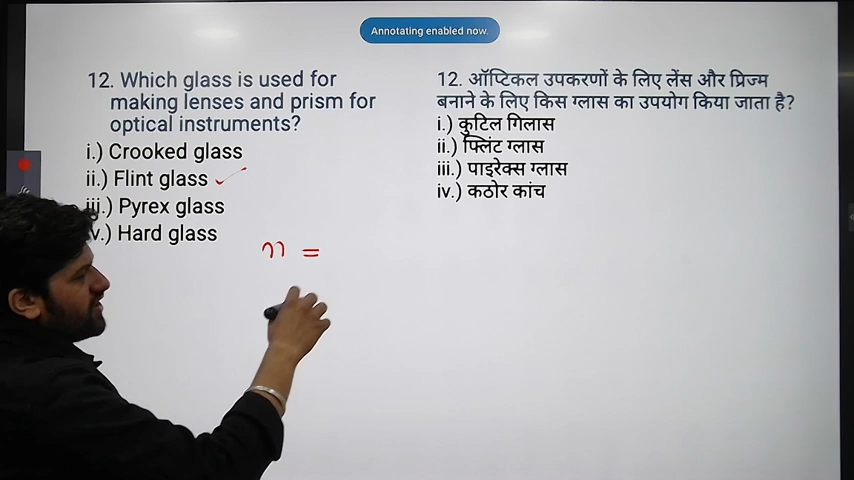 Annotating enabled now.
12. Which glass is used for
making lenses and prism for
optical instruments?
i.) Crooked glass
ii.) Flint glass ✓
iii.) Pyrex glass
v.) Hard glass
n =
12. ऑप्टिकल उपकरणों के लिए लेंस और प्रिज्म
बनाने के लिए किस ग्लास का उपयोग किया जाता है?
i.) कुटिल गिलास
ii.) फ्लिंट ग्लास
iii.) पाइरेक्स ग्लास
iv.) कठोर कांच